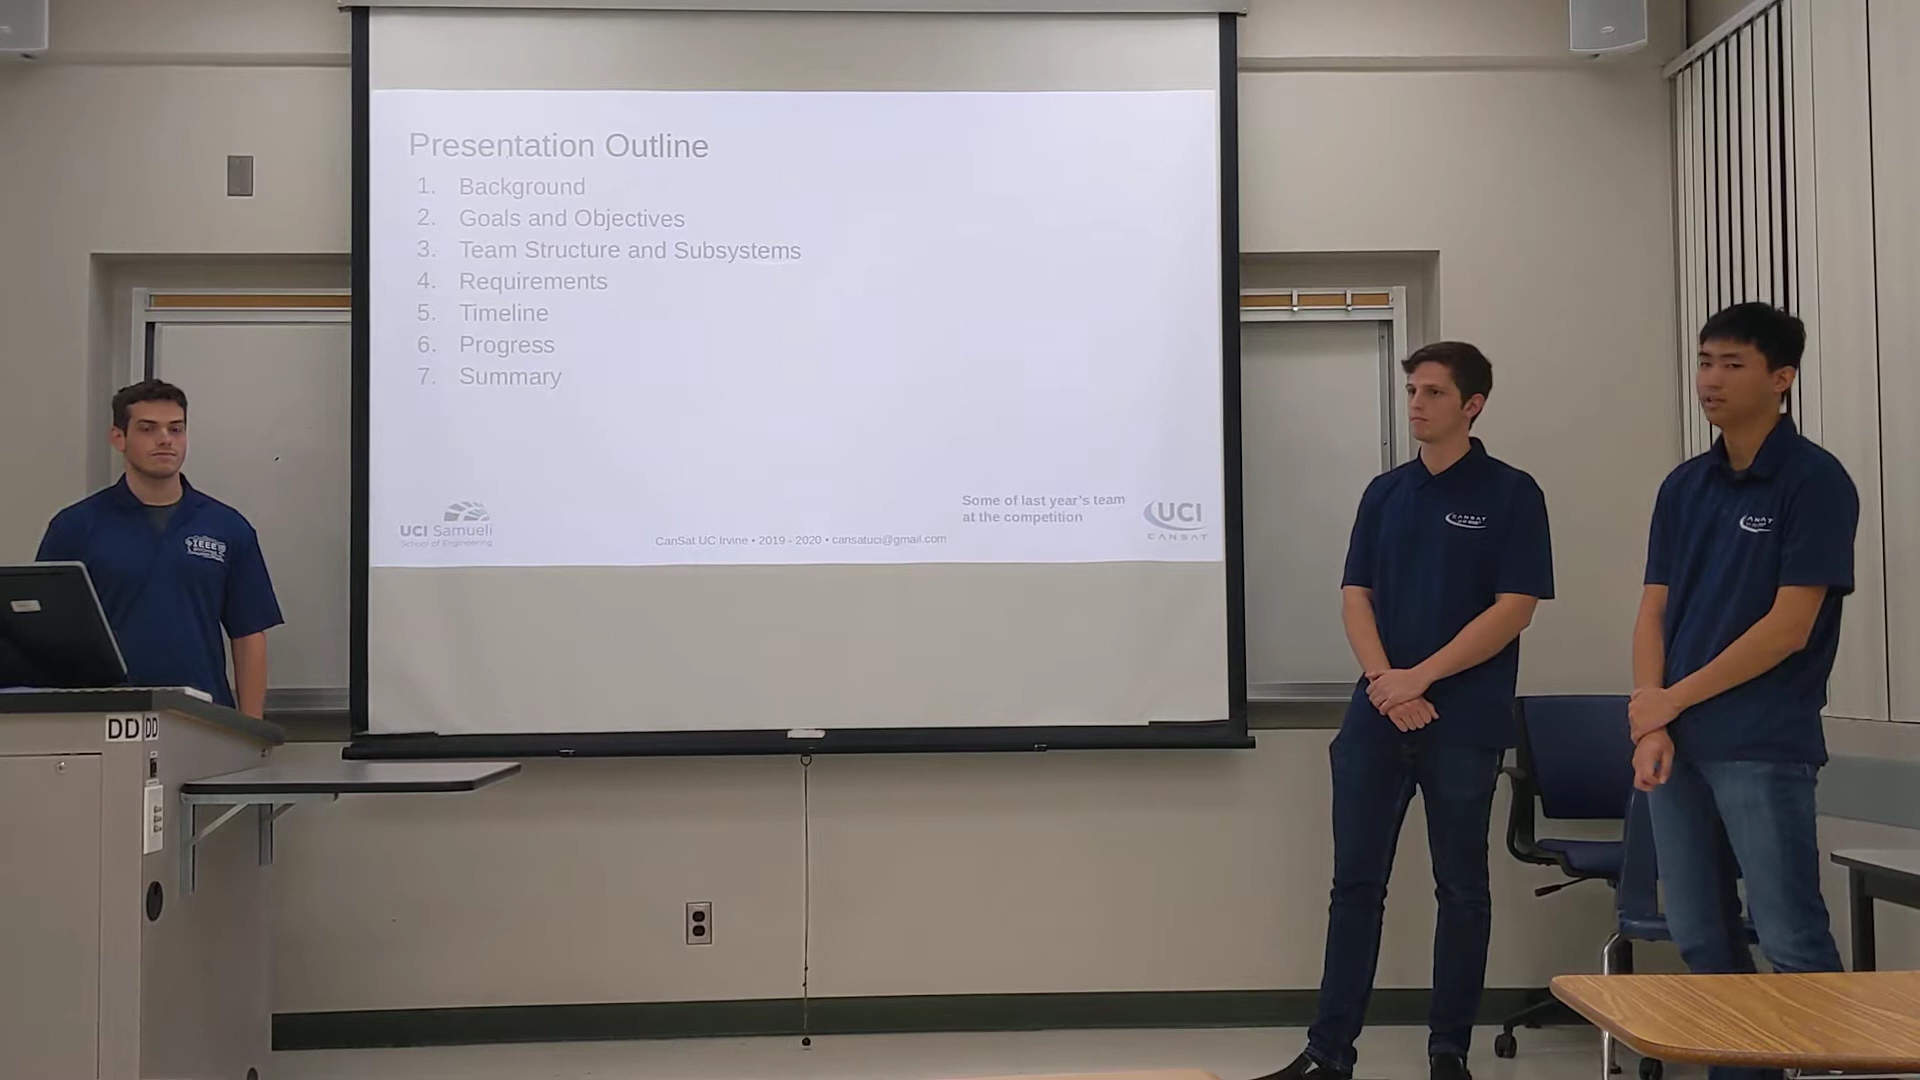 Presentation Outline
1. Background
2. Goals and Objectives
3. Team Structure and Subsystems
4. Requirements
5. Timeline
6. Progress
7. Summary
Some of last year's team
at the competition
UCI Samueli
School of Engineering
CanSat UC Irvine • 2019 - 2020 • cansatuci@gmail.com
UCI
CANSAT
IEEE
CANSAT
CANSAT
DD DD